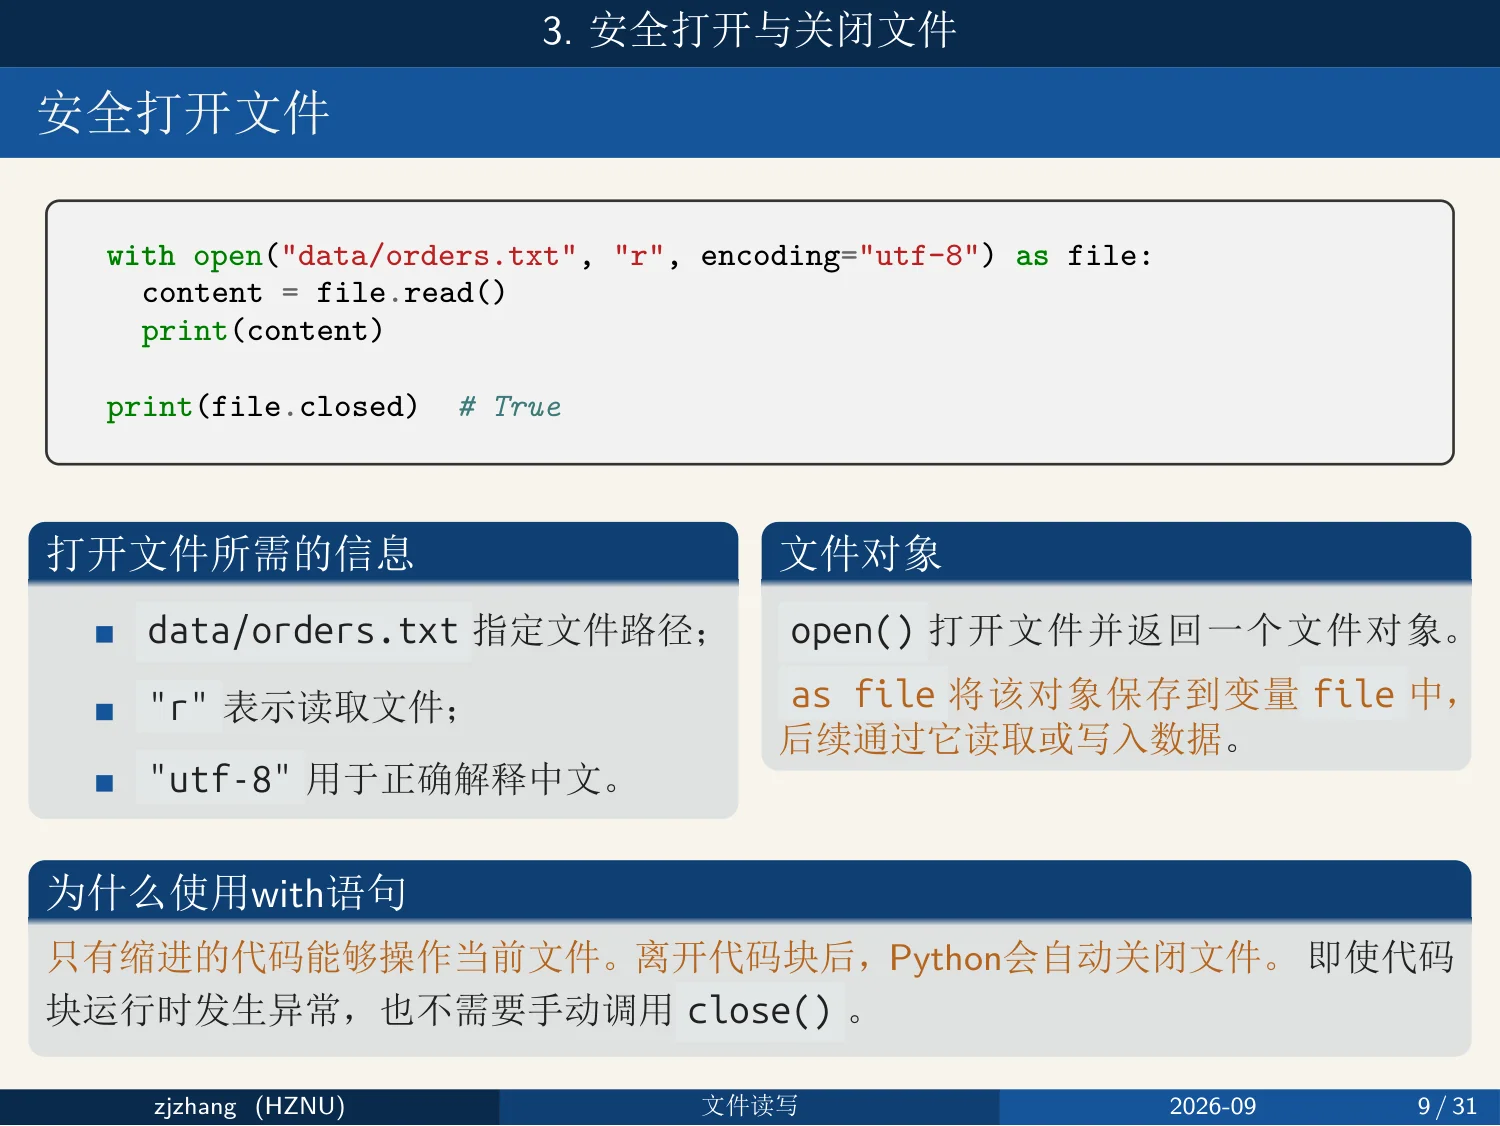 3. 安全打开与关闭文件
安全打开文件
with open("data/orders.txt", "r", encoding="utf-8") as file:
  content = file.read()
  print(content)
print(file.closed)  # True
打开文件所需的信息
data/orders.txt 指定文件路径；
"r" 表示读取文件；
"utf-8" 用于正确解释中文。
文件对象
open() 打开文件并返回一个文件对象。
as file 将该对象保存到变量 file 中，
后续通过它读取或写入数据。
为什么使用with语句
只有缩进的代码能够操作当前文件。离开代码块后，Python会自动关闭文件。 即使代码
块运行时发生异常，也不需要手动调用 close() 。
zjzhang (HZNU)
文件读写
2026-09
9 / 31